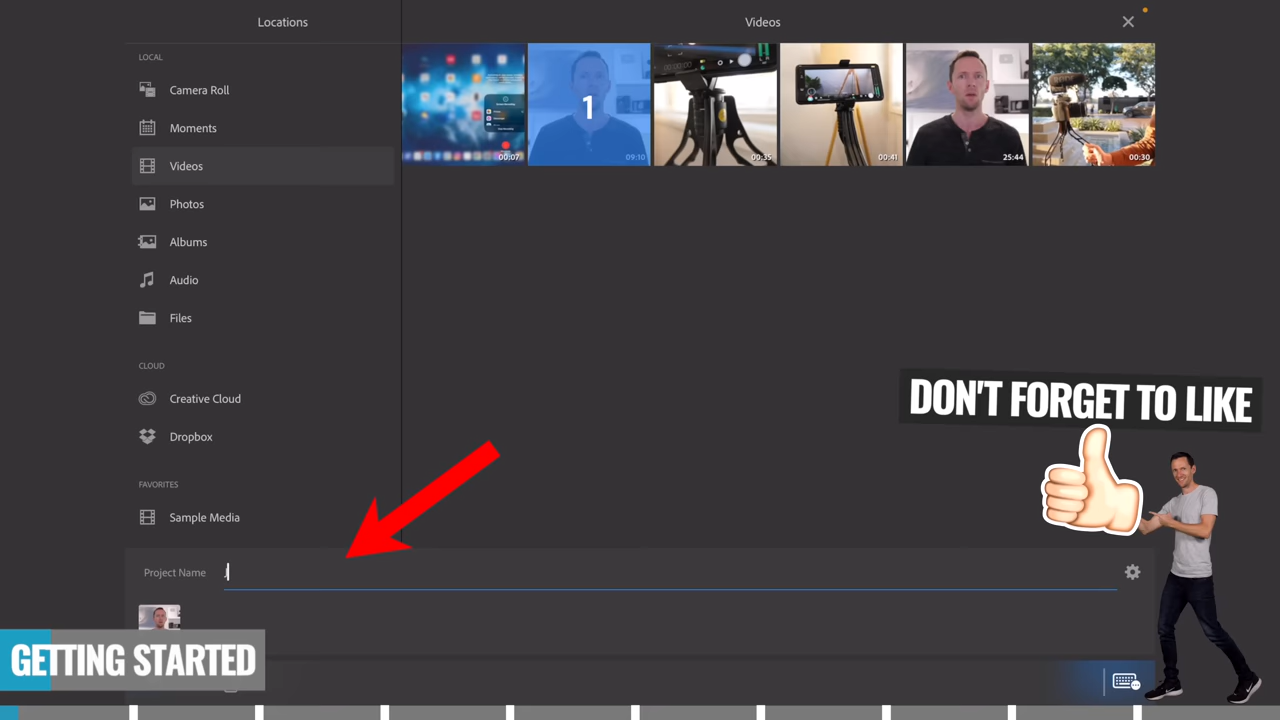 Locations
Videos
LOCAL
Camera Roll
Moments
Videos
Photos
Albums
Audio
Files
CLOUD
Creative Cloud
Dropbox
FAVORITES
Sample Media
00:07
1
09:10
00:35
00:41
25:44
00:30
DON'T FORGET TO LIKE
Project Name
GETTING STARTED